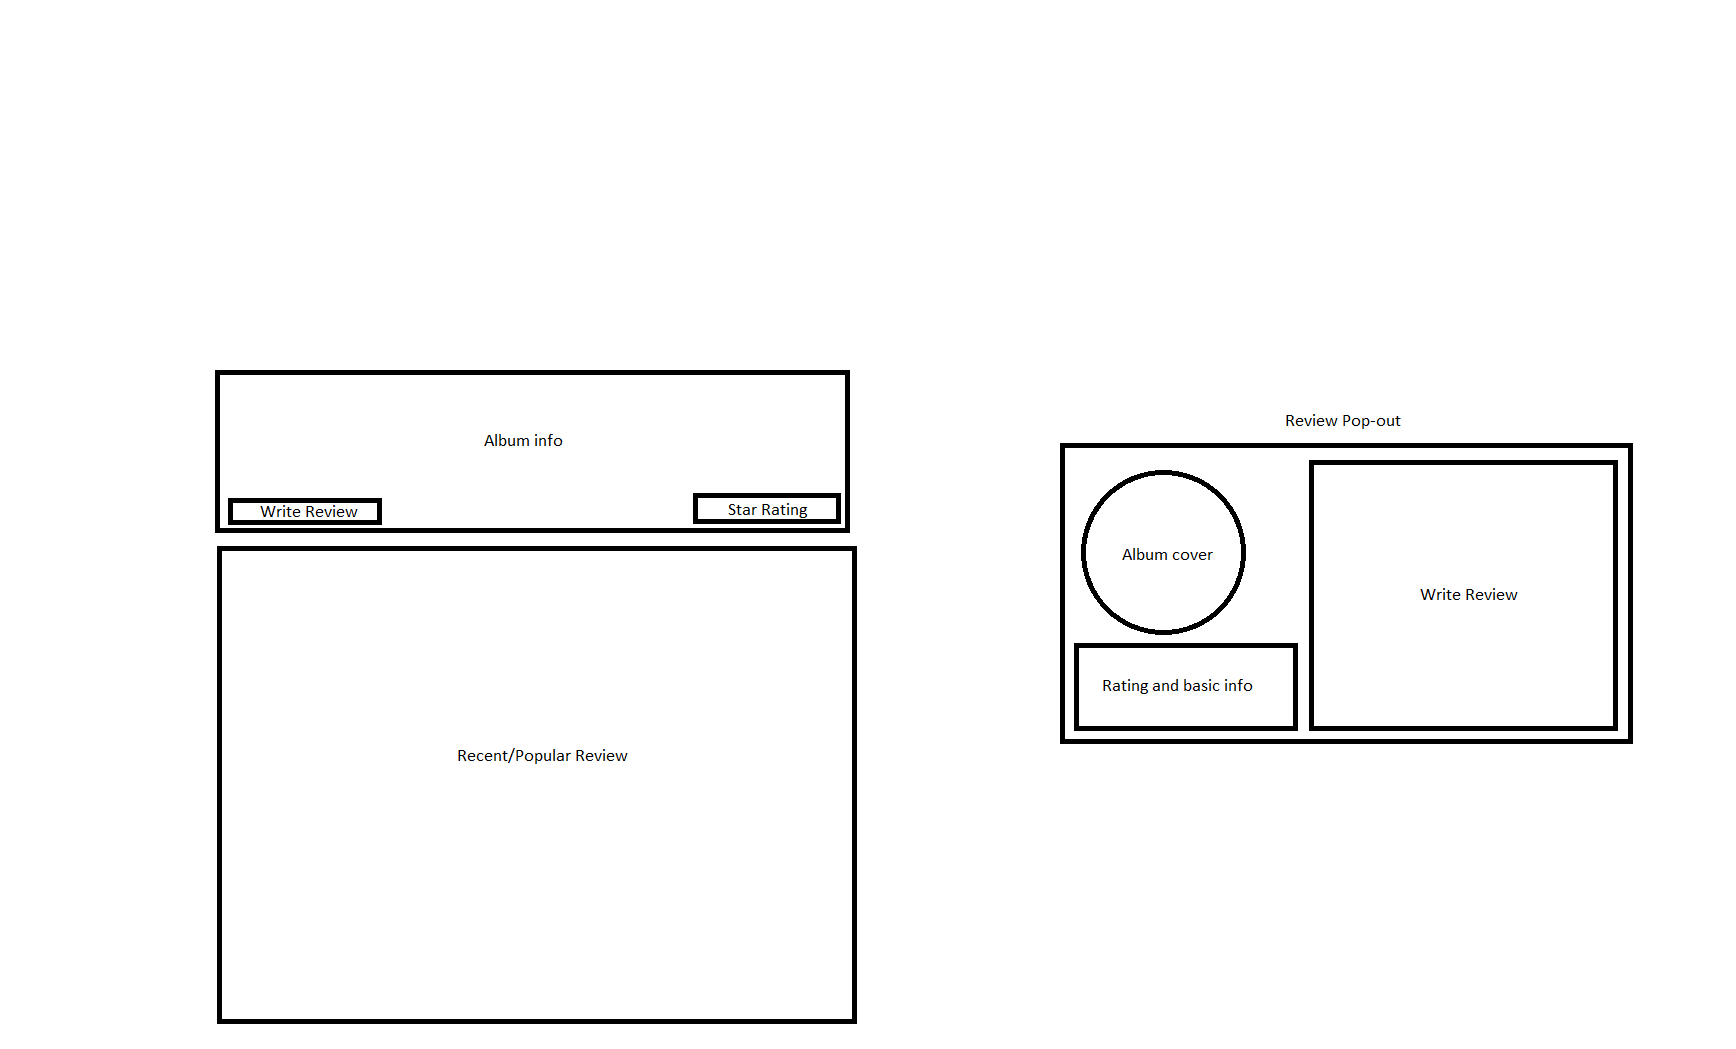 Album info
Write Review
Star Rating
Recent/Popular Review
Review Pop-out
Album cover
Write Review
Rating and basic info